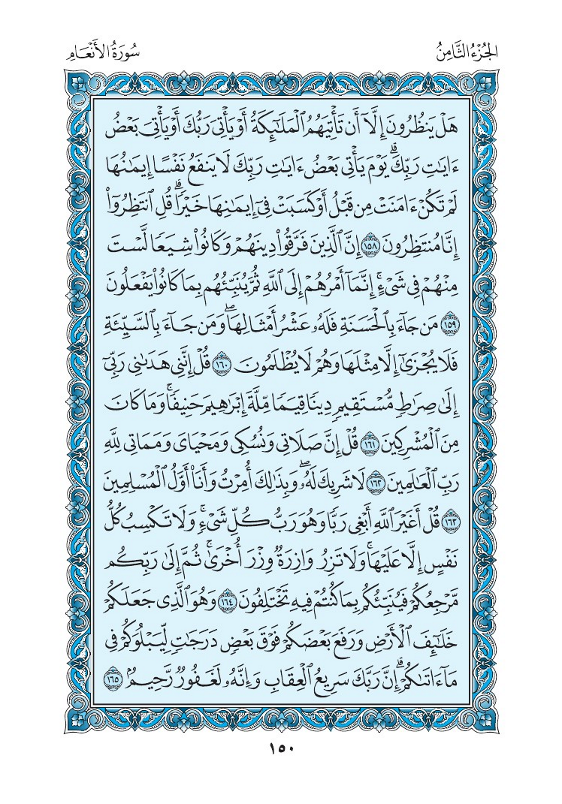 الجُزْءُ الثَّامِنُ
سُورَةُ الأَنْعَامِ
هَلْ يَنظُرُونَ إِلَّآ أَن تَأۡتِيَهُمُ ٱلۡمَلَٰٓئِكَةُ أَوۡ يَأۡتِيَ رَبُّكَ أَوۡ يَأۡتِيَ بَعۡضُ
ءَايَٰتِ رَبِّكَۗ يَوۡمَ يَأۡتِي بَعۡضُ ءَايَٰتِ رَبِّكَ لَا يَنفَعُ نَفۡسًا إِيمَٰنُهَا
لَمۡ تَكُنۡ ءَامَنَتۡ مِن قَبۡلُ أَوۡ كَسَبَتۡ فِيٓ إِيمَٰنِهَا خَيۡرٗاۗ قُلِ ٱنتَظِرُوٓاْ
إِنَّا مُنتَظِرُونَ ١٥٨ إِنَّ ٱلَّذِينَ فَرَّقُواْ دِينَهُمۡ وَكَانُواْ شِيَعٗا لَّسۡتَ
مِنۡهُمۡ فِي شَيۡءٍۚ إِنَّمَآ أَمۡرُهُمۡ إِلَى ٱللَّهِ ثُمَّ يُنَبِّئُهُم بِمَا كَانُواْ يَفۡعَلُونَ
١٥٩ مَن جَآءَ بِٱلۡحَسَنَةِ فَلَهُۥ عَشۡرُ أَمۡثَالِهَاۖ وَمَن جَآءَ بِٱلسَّيِّئَةِ
فَلَا يُجۡزَىٰٓ إِلَّا مِثۡلَهَا وَهُمۡ لَا يُظۡلَمُونَ ١٦٠ قُلۡ إِنَّنِي هَدَىٰنِي رَبِّيٓ
إِلَىٰ صِرَٰطٖ مُّسۡتَقِيمٖ دِينٗا قِيَمٗا مِّلَّةَ إِبۡرَٰهِيمَ حَنِيفٗاۚ وَمَا كَانَ
مِنَ ٱلۡمُشۡرِكِينَ ١٦١ قُلۡ إِنَّ صَلَاتِي وَنُسُكِي وَمَحۡيَايَ وَمَمَاتِي لِلَّهِ
رَبِّ ٱلۡعَٰلَمِينَ ١٦٢ لَا شَرِيكَ لَهُۥۖ وَبِذَٰلِكَ أُمِرۡتُ وَأَنَا۠ أَوَّلُ ٱلۡمُسۡلِمِينَ
١٦٣ قُلۡ أَغَيۡرَ ٱللَّهِ أَبۡغِي رَبّٗا وَهُوَ رَبُّ كُلِّ شَيۡءٖۚ وَلَا تَكۡسِبُ كُلُّ
نَفۡسٍ إِلَّا عَلَيۡهَاۚ وَلَا تَزِرُ وَازِرَةٞ وِزۡرَ أُخۡرَىٰۚ ثُمَّ إِلَىٰ رَبِّكُم
مَّرۡجِعُكُمۡ فَيُنَبِّئُكُم بِمَا كُنتُمۡ فِيهِ تَخۡتَلِفُونَ ١٦٤ وَهُوَ ٱلَّذِي جَعَلَكُمۡ
خَلَٰٓئِفَ ٱلۡأَرۡضِ وَرَفَعَ بَعۡضَكُمۡ فَوۡقَ بَعۡضٖ دَرَجَٰتٖ لِّيَبۡلُوَكُمۡ فِي
مَآ ءَاتَىٰكُمۡۗ إِنَّ رَبَّكَ سَرِيعُ ٱلۡعِقَابِ وَإِنَّهُۥ لَغَفُورٞ رَّحِيمُۢ ١٦٥
١٥٠